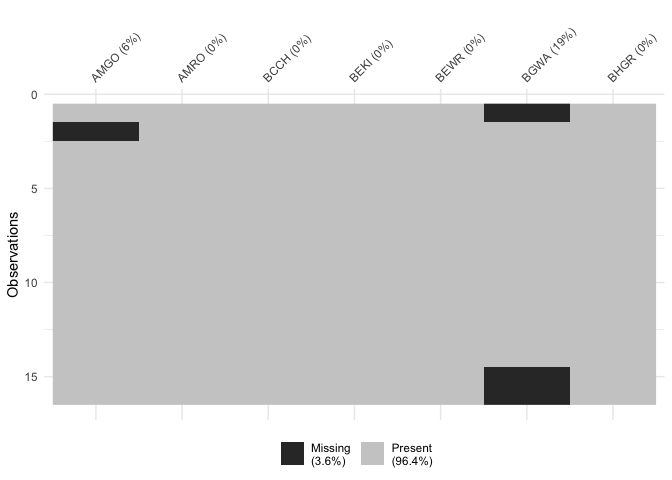 AMGO (6%)
AMRO (0%)
BCCH (0%)
BEKI (0%)
BEWR (0%)
BGWA (19%)
BHGR (0%)
0
5
10
15
Observations
Missing
(3.6%)
Present
(96.4%)